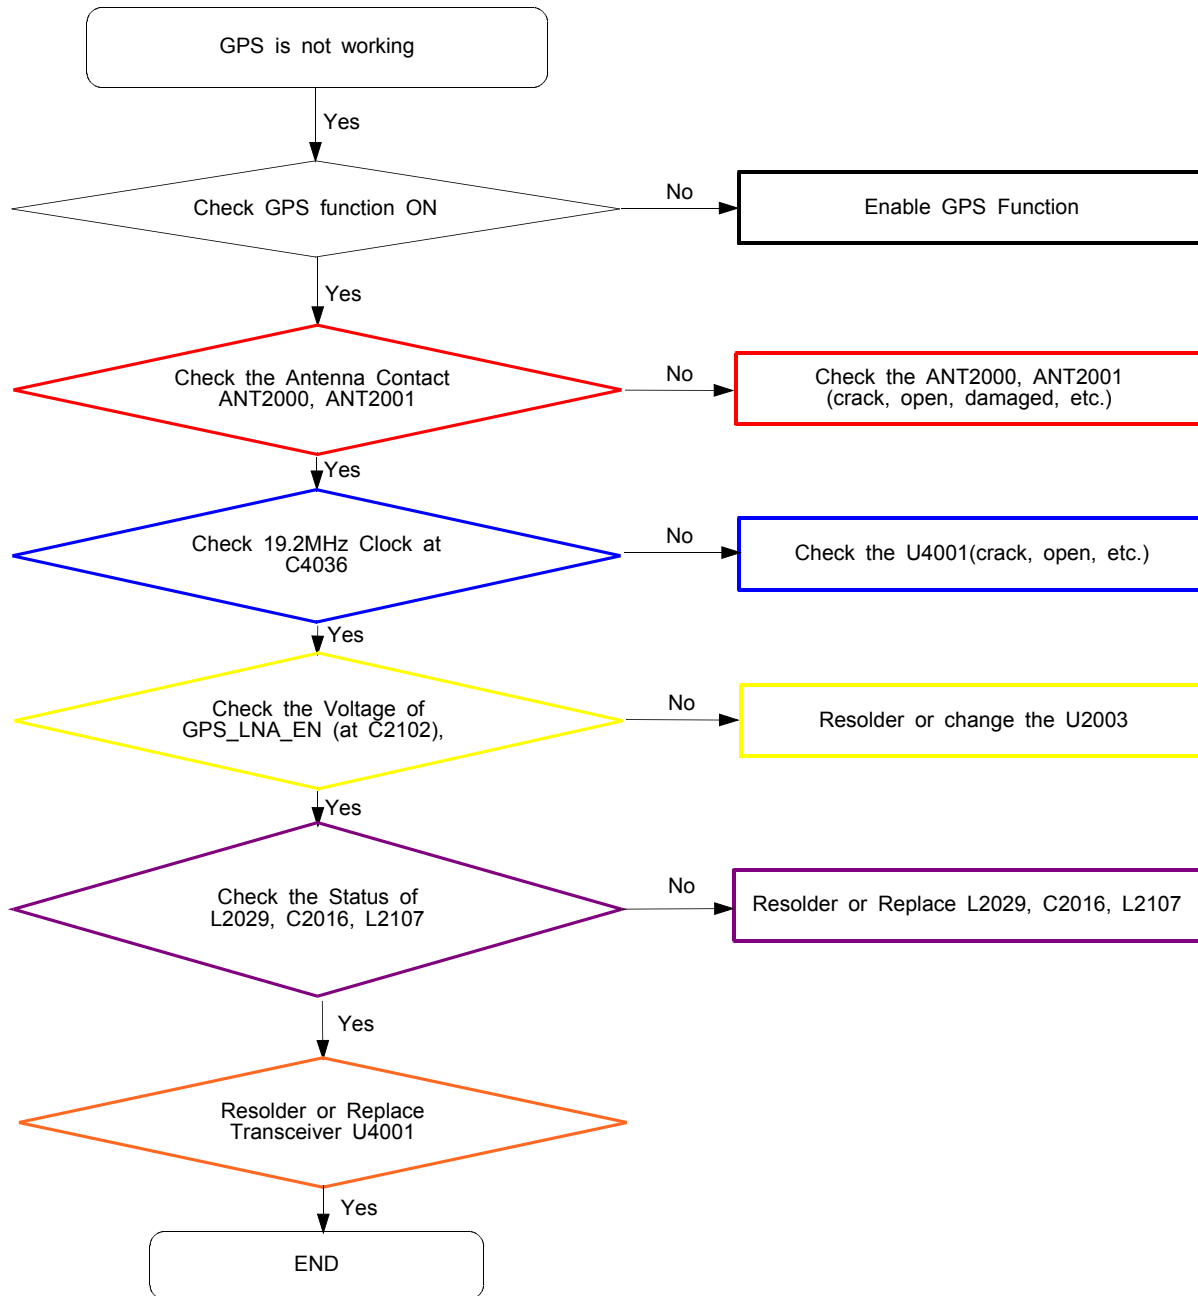 GPS is not working
Yes
Check GPS function ON
No
Enable GPS Function
Yes
Check the Antenna Contact
ANT2000, ANT2001
No
Check the ANT2000, ANT2001
(crack, open, damaged, etc.)
Yes
Check 19.2MHz Clock at
C4036
No
Check the U4001(crack, open, etc.)
Yes
Check the Voltage of
GPS_LNA_EN (at C2102),
No
Resolder or change the U2003
Yes
Check the Status of
L2029, C2016, L2107
No
Resolder or Replace L2029, C2016, L2107
Yes
Resolder or Replace
Transceiver U4001
Yes
END